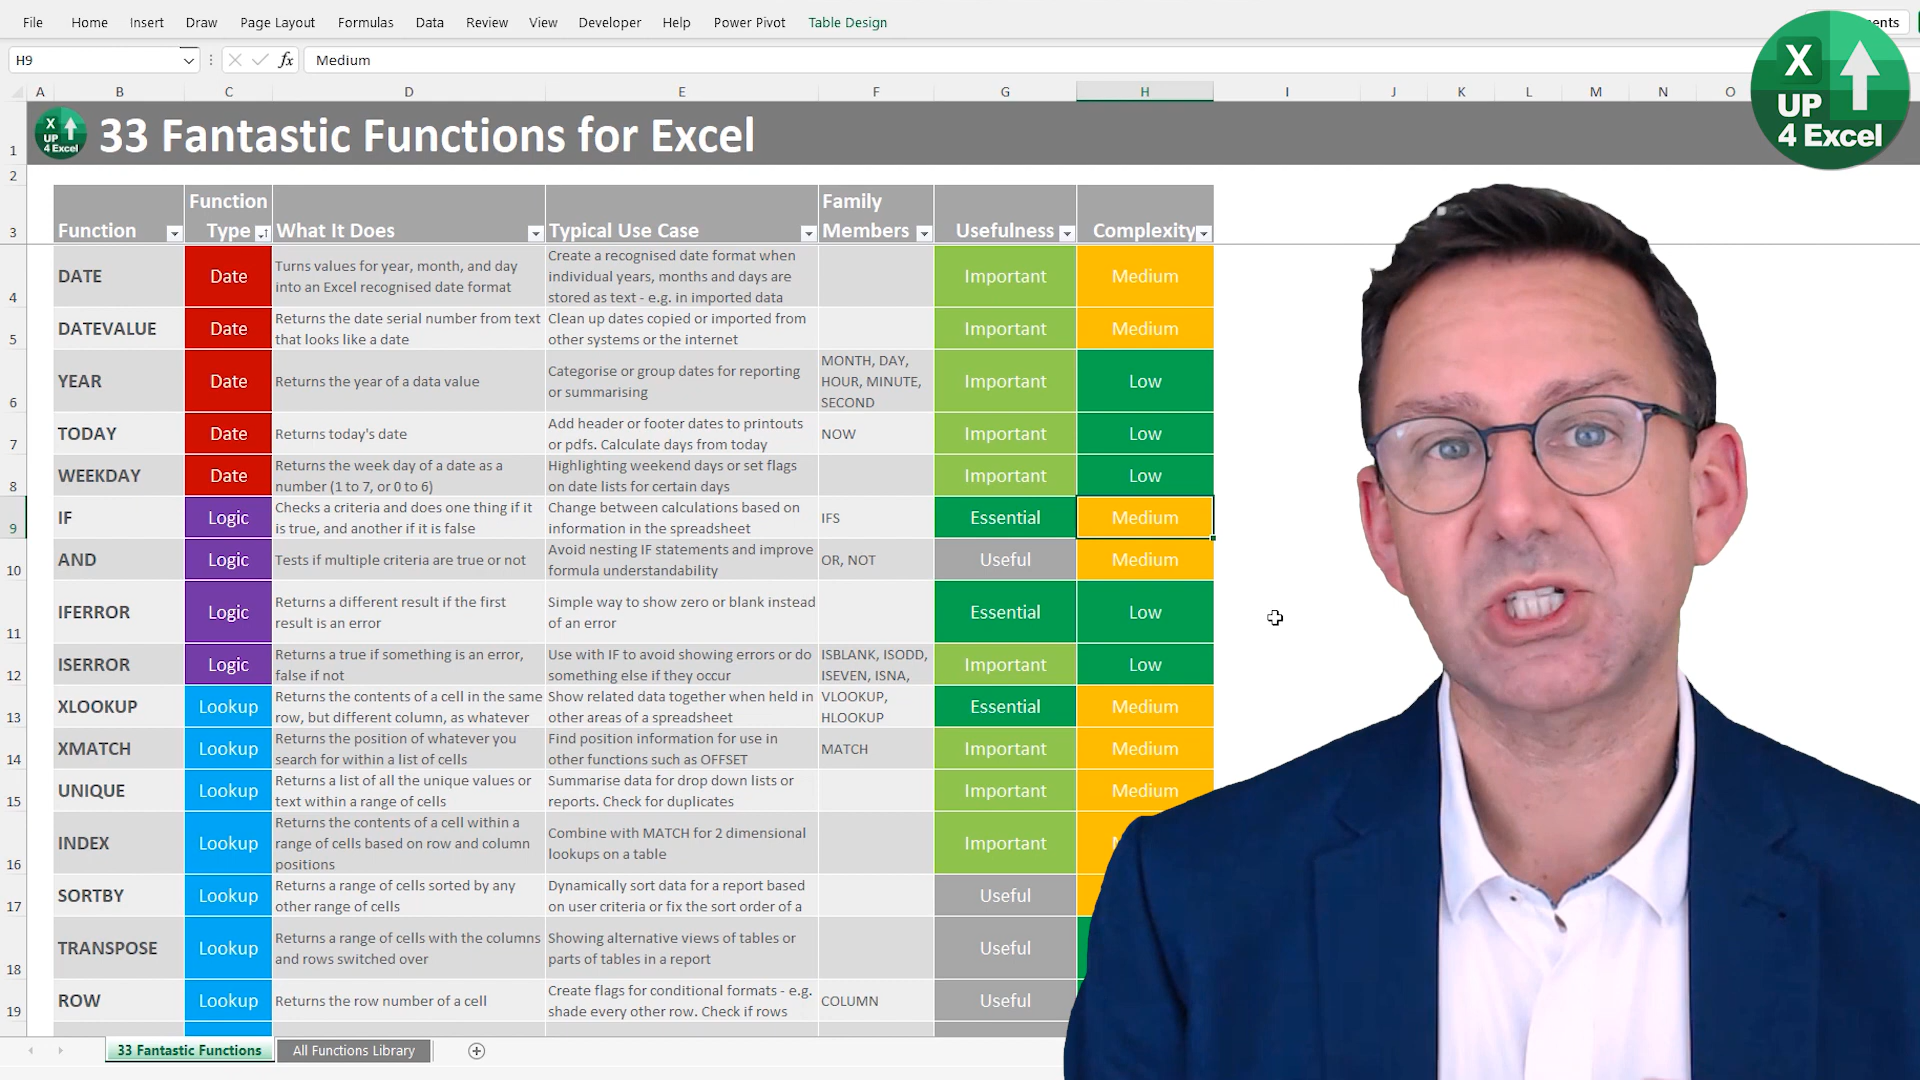 File Home Insert Draw Page Layout Formulas Data Review View Developer Help Power Pivot Table Design
H9 fx Medium
A B C D E F G H I J K L M N O
X
UP
4 Excel
1 X UP 4 Excel 33 Fantastic Functions for Excel
2
3 Function Function Type What It Does Typical Use Case Family Members Usefulness Complexity
4 DATE Date Turns values for year, month, and day into an Excel recognised date format Create a recognised date format when individual years, months and days are stored as text - e.g. in imported data Important Medium
5 DATEVALUE Date Returns the date serial number from text that looks like a date Clean up dates copied or imported from other systems or the internet Important Medium
6 YEAR Date Returns the year of a data value Categorise or group dates for reporting or summarising MONTH, DAY, HOUR, MINUTE, SECOND Important Low
7 TODAY Date Returns today's date Add header or footer dates to printouts or pdfs. Calculate days from today NOW Important Low
8 WEEKDAY Date Returns the week day of a date as a number (1 to 7, or 0 to 6) Highlighting weekend days or set flags on date lists for certain days Important Low
9 IF Logic Checks a criteria and does one thing if it is true, and another if it is false Change between calculations based on information in the spreadsheet IFS Essential Medium
10 AND Logic Tests if multiple criteria are true or not Avoid nesting IF statements and improve formula understandability OR, NOT Useful Medium
11 IFERROR Logic Returns a different result if the first result is an error Simple way to show zero or blank instead of an error Essential Low
12 ISERROR Logic Returns a true if something is an error, false if not Use with IF to avoid showing errors or do something else if they occur ISBLANK, ISODD, ISEVEN, ISNA, Important Low
13 XLOOKUP Lookup Returns the contents of a cell in the same row, but different column, as whatever Show related data together when held in other areas of a spreadsheet VLOOKUP, HLOOKUP Essential Medium
14 XMATCH Lookup Returns the position of whatever you search for within a list of cells Find position information for use in other functions such as OFFSET MATCH Important Medium
15 UNIQUE Lookup Returns a list of all the unique values or text within a range of cells Summarise data for drop down lists or reports. Check for duplicates Important Medium
16 INDEX Lookup Returns the contents of a cell within a range of cells based on row and column positions Combine with MATCH for 2 dimensional lookups on a table Important
17 SORTBY Lookup Returns a range of cells sorted by any other range of cells Dynamically sort data for a report based on user criteria or fix the sort order of a Useful
18 TRANSPOSE Lookup Returns a range of cells with the columns and rows switched over Showing alternative views of tables or parts of tables in a report Useful
19 ROW Lookup Returns the row number of a cell Create flags for conditional formats - e.g. shade every other row. Check if rows COLUMN Useful
33 Fantastic Functions All Functions Library